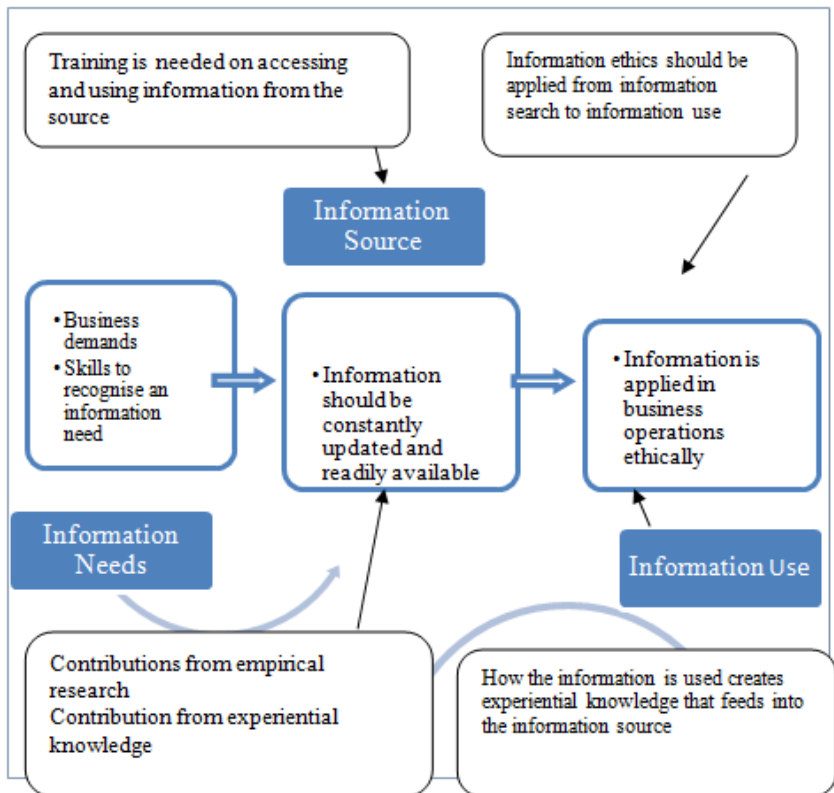 Training is needed on accessing
and using information from the
source
Information ethics should be
applied from information
search to information use
Information
Source
• Business
demands
• Skills to
recognise an
information
need
• Information
should be
constantly
updated and
readily available
• Information is
applied in
business
operations
ethically
Information
Needs
Information Use
Contributions from empirical
research
Contribution from experiential
knowledge
How the information is used creates
experiential knowledge that feeds into
the information source